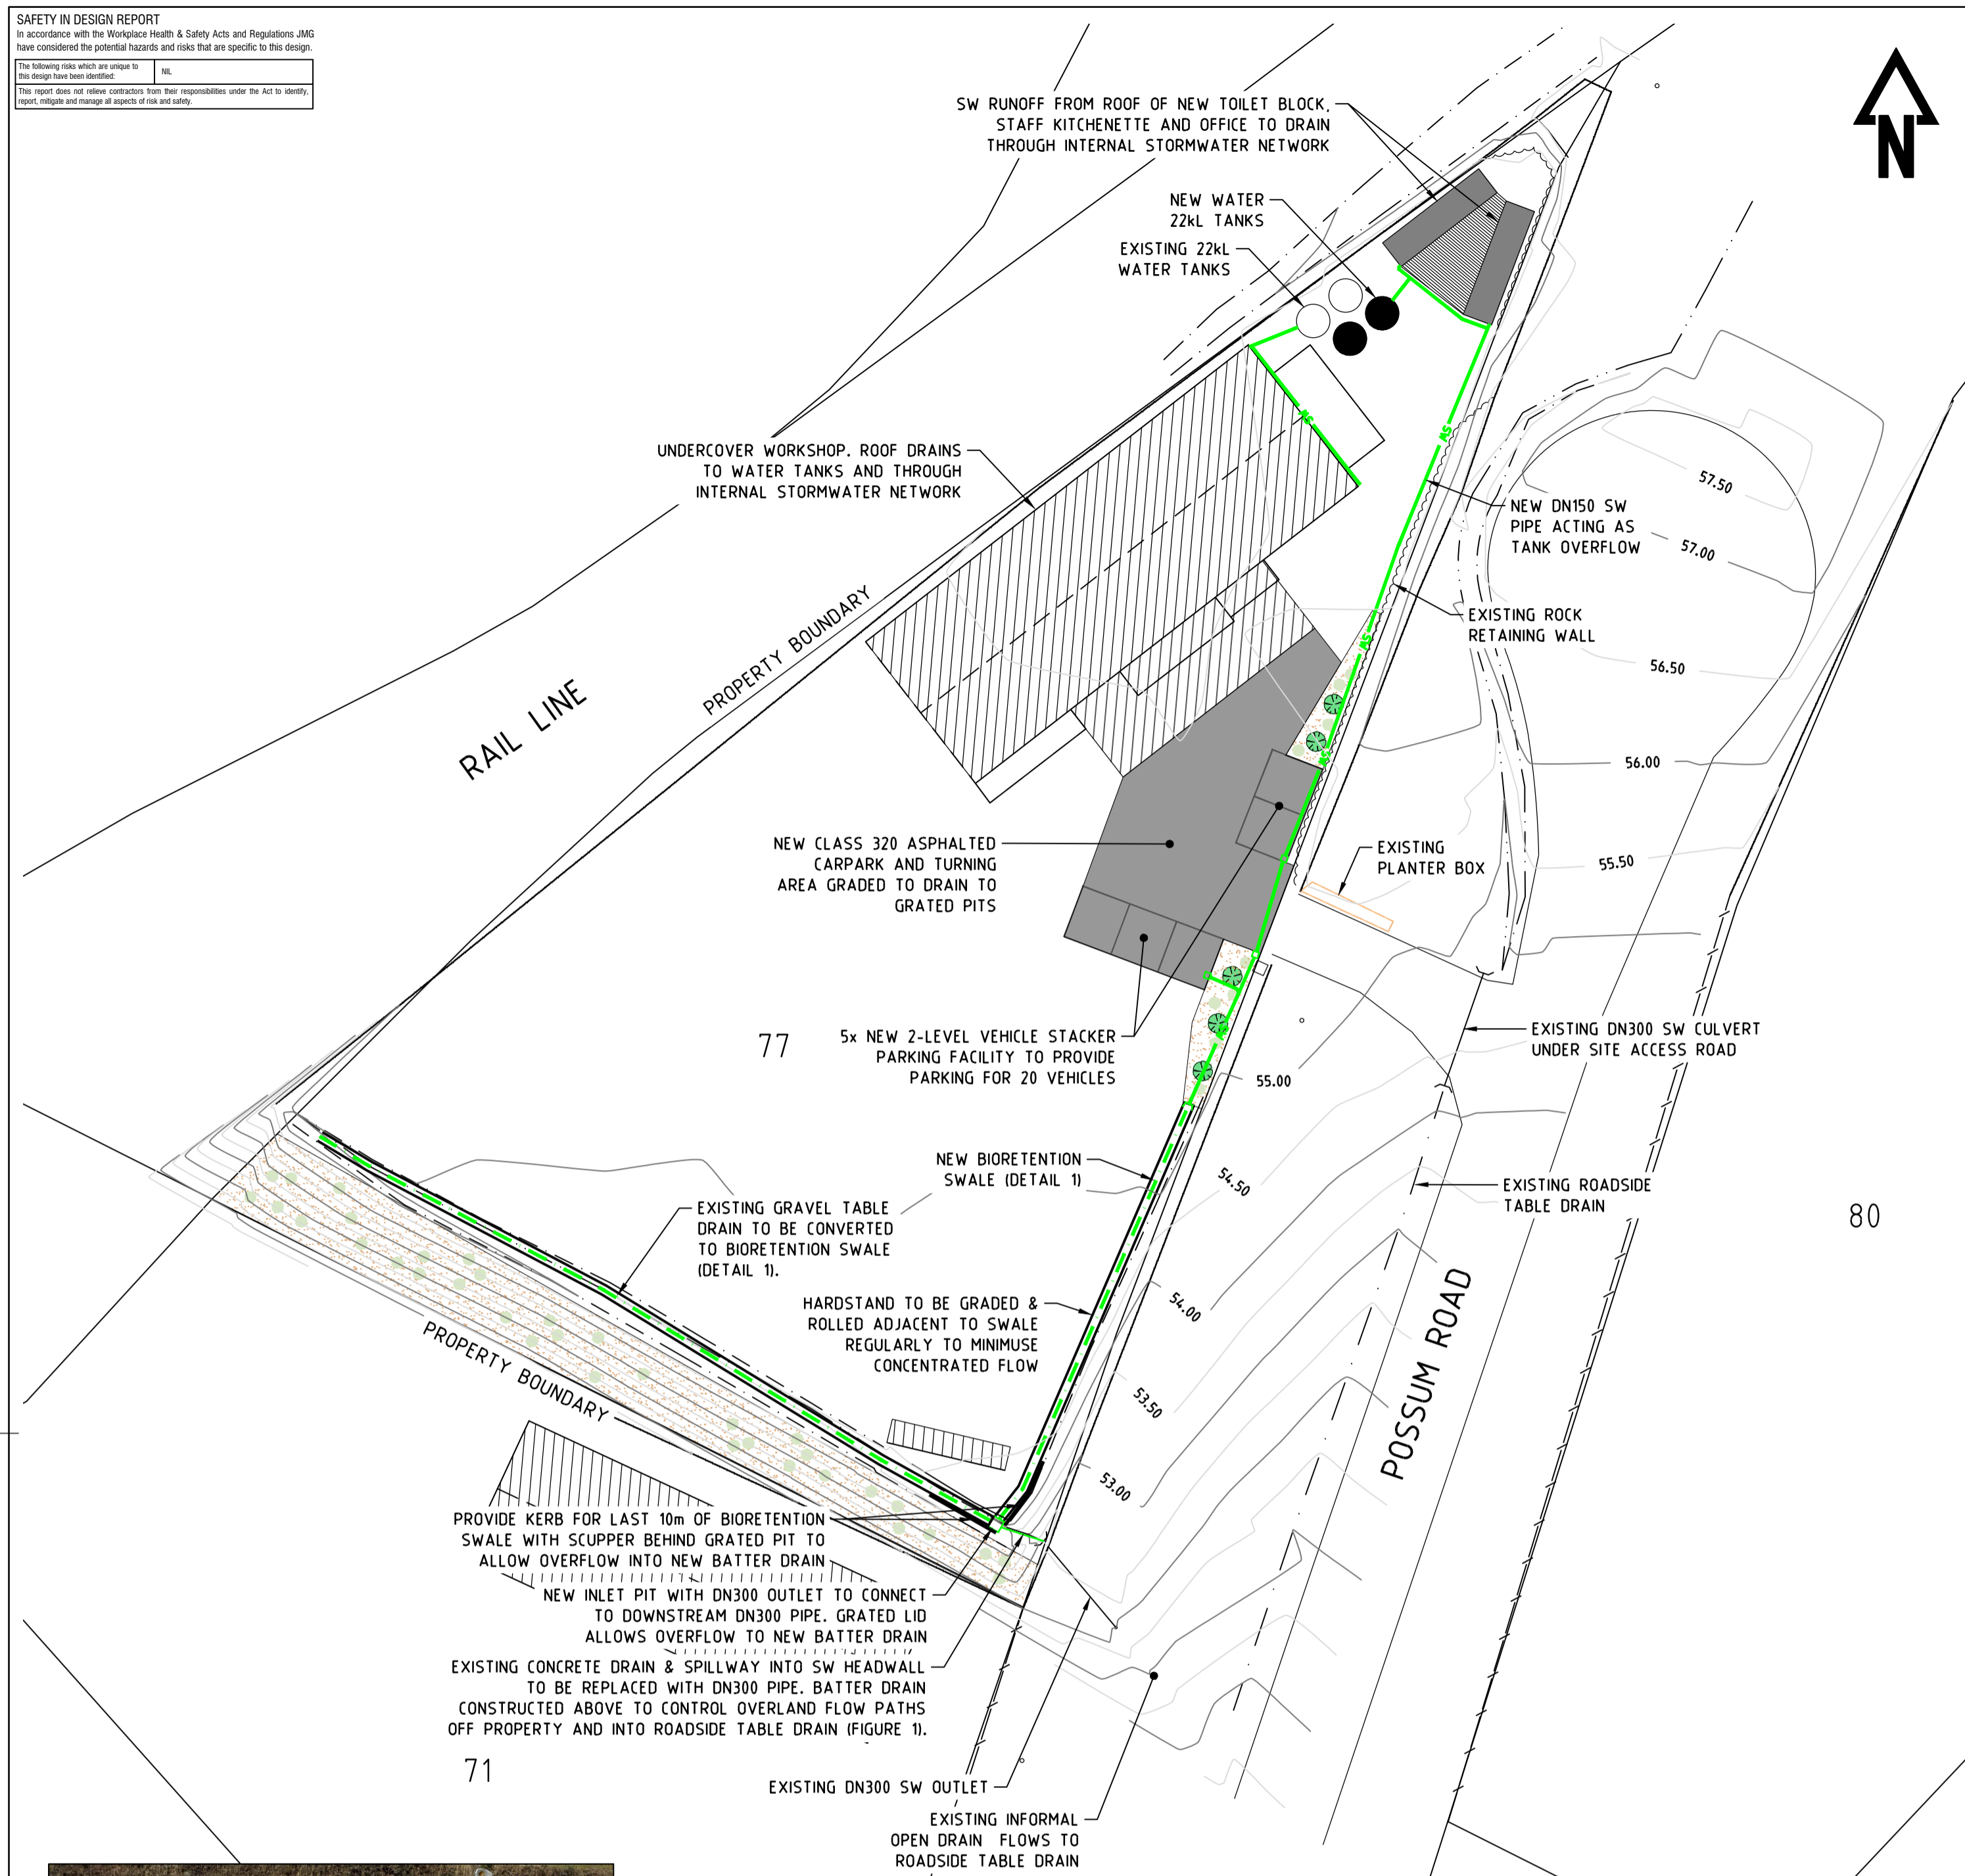 SAFETY IN DESIGN REPORT
In accordance with the Workplace Health & Safety Acts and Regulations JMG
have considered the potential hazards and risks that are specific to this design.
The following risks which are unique to
this design have been identified:
NIL
This report does not relieve contractors from their responsibilities under the Act to identify,
report, mitigate and manage all aspects of risk and safety.
N
SW RUNOFF FROM ROOF OF NEW TOILET BLOCK,
STAFF KITCHENETTE AND OFFICE TO DRAIN
THROUGH INTERNAL STORMWATER NETWORK
NEW WATER
22kL TANKS
EXISTING 22kL
WATER TANKS
SW
SW
UNDERCOVER WORKSHOP. ROOF DRAINS
TO WATER TANKS AND THROUGH
INTERNAL STORMWATER NETWORK
57.50
NEW DN150 SW
PIPE ACTING AS
TANK OVERFLOW
57.00
EXISTING ROCK
RETAINING WALL
SW
56.50
PROPERTY BOUNDARY
RAIL LINE
SW
56.00
NEW CLASS 320 ASPHALTED
CARPARK AND TURNING
AREA GRADED TO DRAIN TO
GRATED PITS
EXISTING
PLANTER BOX
55.50
77
5x NEW 2-LEVEL VEHICLE STACKER
PARKING FACILITY TO PROVIDE
PARKING FOR 20 VEHICLES
SW
EXISTING DN300 SW CULVERT
UNDER SITE ACCESS ROAD
55.00
NEW BIORETENTION
SWALE (DETAIL 1)
54.50
EXISTING ROADSIDE
TABLE DRAIN
80
EXISTING GRAVEL TABLE
DRAIN TO BE CONVERTED
TO BIORETENTION SWALE
(DETAIL 1).
HARDSTAND TO BE GRADED &
ROLLED ADJACENT TO SWALE
REGULARLY TO MINIMUSE
CONCENTRATED FLOW
54.00
POSSUM ROAD
PROPERTY BOUNDARY
53.50
53.00
PROVIDE KERB FOR LAST 10m OF BIORETENTION
SWALE WITH SCUPPER BEHIND GRATED PIT TO
ALLOW OVERFLOW INTO NEW BATTER DRAIN
NEW INLET PIT WITH DN300 OUTLET TO CONNECT
TO DOWNSTREAM DN300 PIPE. GRATED LID
ALLOWS OVERFLOW TO NEW BATTER DRAIN
EXISTING CONCRETE DRAIN & SPILLWAY INTO SW HEADWALL
TO BE REPLACED WITH DN300 PIPE. BATTER DRAIN
CONSTRUCTED ABOVE TO CONTROL OVERLAND FLOW PATHS
OFF PROPERTY AND INTO ROADSIDE TABLE DRAIN (FIGURE 1).
71
EXISTING DN300 SW OUTLET
EXISTING INFORMAL
OPEN DRAIN FLOWS TO
ROADSIDE TABLE DRAIN